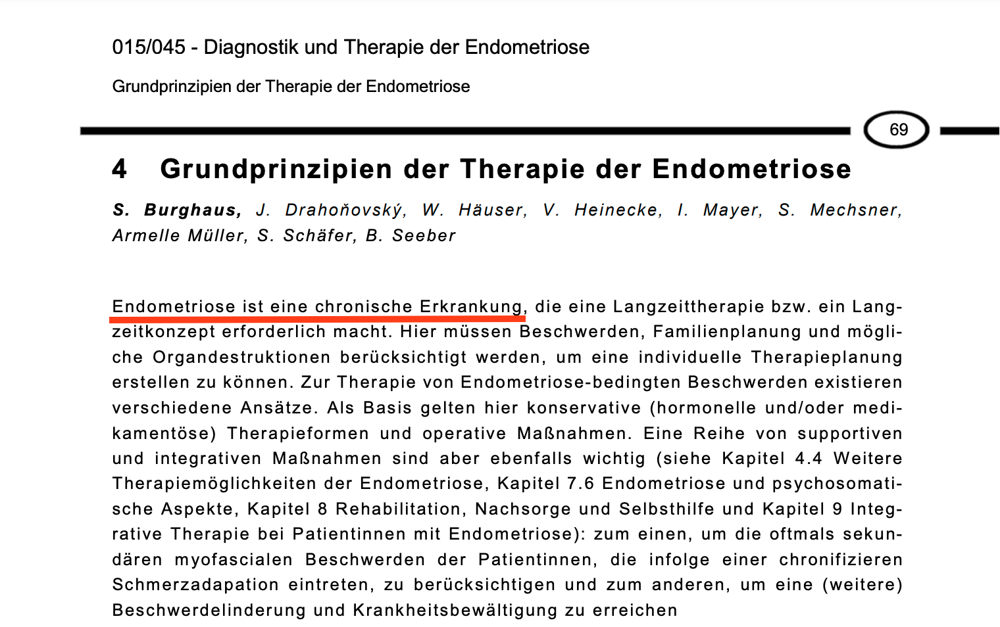 015/045 - Diagnostik und Therapie der Endometriose
Grundprinzipien der Therapie der Endometriose
69
4 Grundprinzipien der Therapie der Endometriose
S. Burghaus, J. Drahoňovský, W. Häuser, V. Heinecke, I. Mayer, S. Mechsner,
Armelle Müller, S. Schäfer, B. Seeber
Endometriose ist eine chronische Erkrankung, die eine Langzeittherapie bzw. ein Lang-
zeitkonzept erforderlich macht. Hier müssen Beschwerden, Familienplanung und mögli-
che Organdestruktionen berücksichtigt werden, um eine individuelle Therapieplanung
erstellen zu können. Zur Therapie von Endometriose-bedingten Beschwerden existieren
verschiedene Ansätze. Als Basis gelten hier konservative (hormonelle und/oder medi-
kamentöse) Therapieformen und operative Maßnahmen. Eine Reihe von supportiven
und integrativen Maßnahmen sind aber ebenfalls wichtig (siehe Kapitel 4.4 Weitere
Therapiemöglichkeiten der Endometriose, Kapitel 7.6 Endometriose und psychosomati-
sche Aspekte, Kapitel 8 Rehabilitation, Nachsorge und Selbsthilfe und Kapitel 9 Integ-
rative Therapie bei Patientinnen mit Endometriose): zum einen, um die oftmals sekun-
dären myofascialen Beschwerden der Patientinnen, die infolge einer chronifizieren
Schmerzadapation eintreten, zu berücksichtigen und zum anderen, um eine (weitere)
Beschwerdelinderung und Krankheitsbewältigung zu erreichen